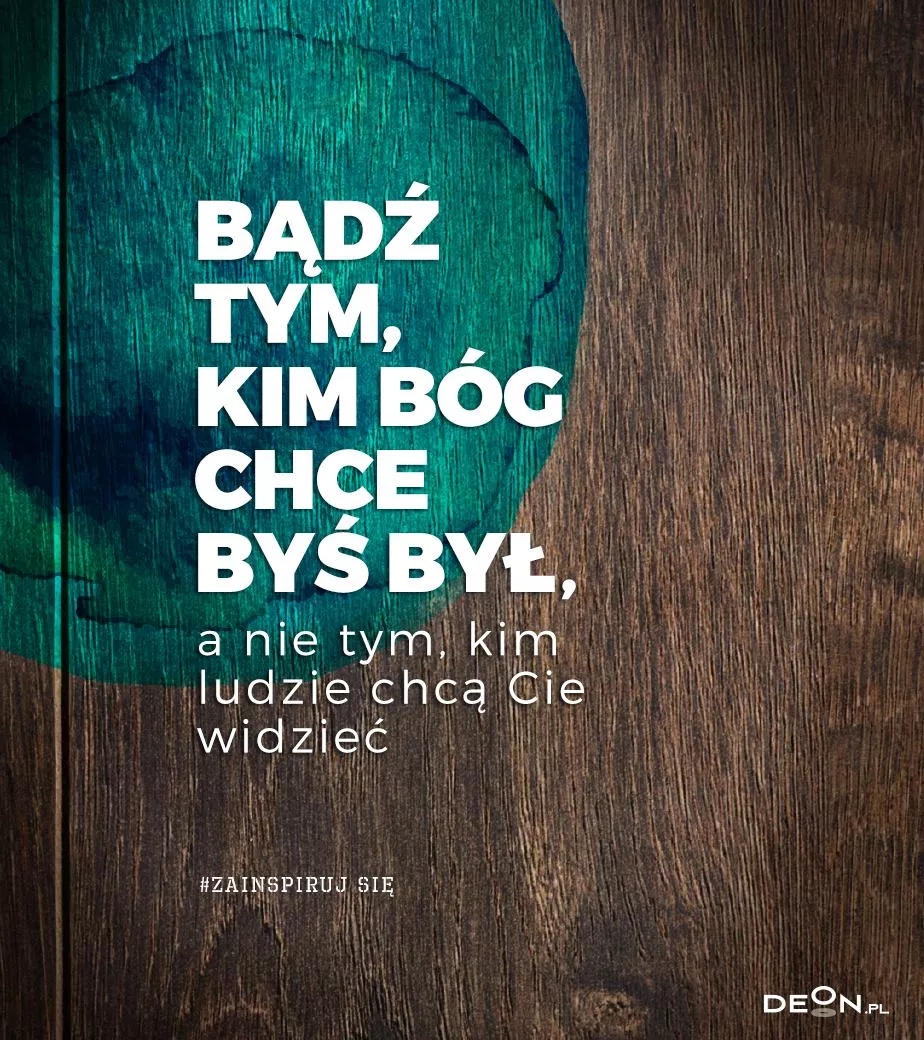 BĄDŹ
TYM,
KIM BÓG
CHCE
BYŚ BYŁ,
a nie tym, kim
ludzie chcą Cie
widzieć
#ZAINSPIRUJ SIĘ
DEON.PL